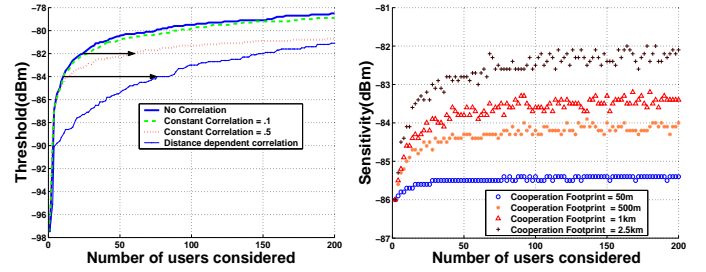 -78
-80
-82
-84
-86
-88
-90
-92
-94
-96
-98
Threshold(dBm)
No Correlation
Constant Correlation = .1
Constant Correlation = .5
Distance dependent correlation
0 50 100 150 200
Number of users considered
-81
-82
-83
-84
-85
-86
-87
Sensitivity(dBm)
Cooperation Footprint = 50m
Cooperation Footprint = 500m
Cooperation Footprint = 1km
Cooperation Footprint = 2.5km
0 50 100 150 200
Number of users considered